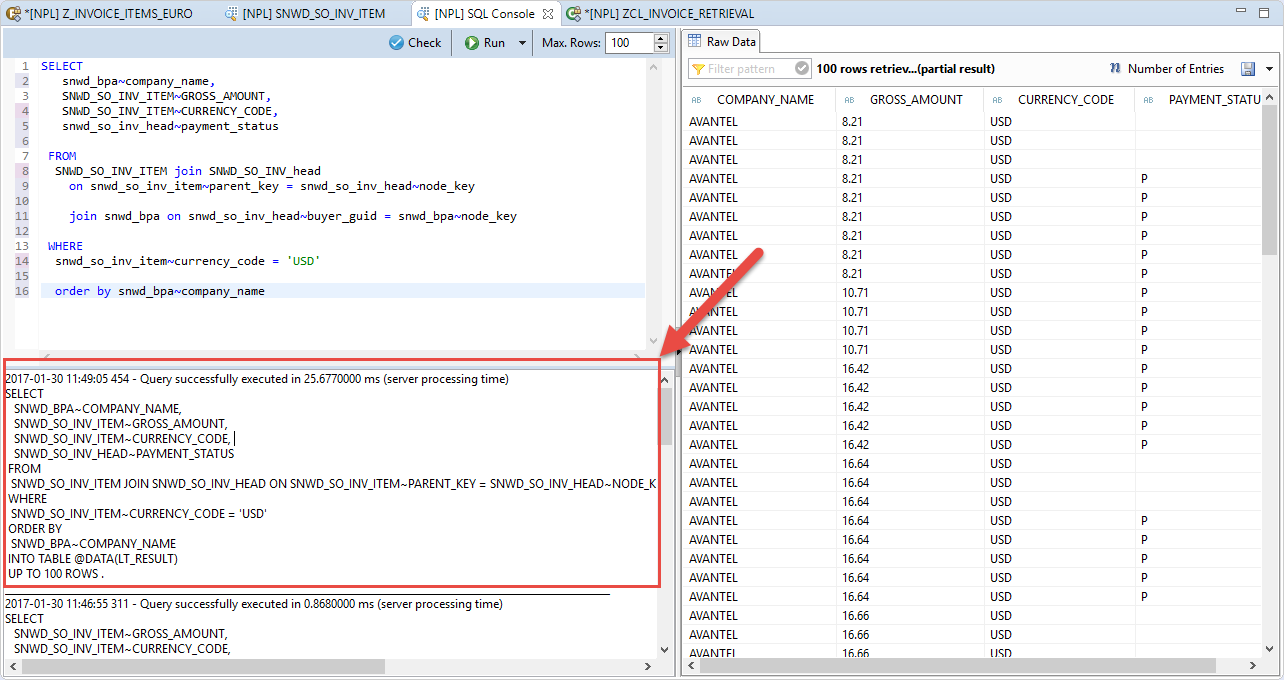 *[NPL] Z_INVOICE_ITEMS_EURO
[NPL] SNWD_SO_INV_ITEM
[NPL] SQL Console
*[NPL] ZCL_INVOICE_RETRIEVAL
Check Run Max. Rows: 100
1 SELECT
2 snwd_bpa~company_name,
3 SNWD_SO_INV_ITEM~GROSS_AMOUNT,
4 SNWD_SO_INV_ITEM~CURRENCY_CODE,
5 snwd_so_inv_head~payment_status
6
7 FROM
8 SNWD_SO_INV_ITEM join SNWD_SO_INV_head
9 on snwd_so_inv_item~parent_key = snwd_so_inv_head~node_key
10
11 join snwd_bpa on snwd_so_inv_head~buyer_guid = snwd_bpa~node_key
12
13 WHERE
14 snwd_so_inv_item~currency_code = 'USD'
15
16 order by snwd_bpa~company_name
2017-01-30 11:49:05 454 - Query successfully executed in 25.6770000 ms (server processing time)
SELECT
SNWD_BPA~COMPANY_NAME,
SNWD_SO_INV_ITEM~GROSS_AMOUNT,
SNWD_SO_INV_ITEM~CURRENCY_CODE,
SNWD_SO_INV_HEAD~PAYMENT_STATUS
FROM
SNWD_SO_INV_ITEM JOIN SNWD_SO_INV_HEAD ON SNWD_SO_INV_ITEM~PARENT_KEY = SNWD_SO_INV_HEAD~NODE_K
WHERE
SNWD_SO_INV_ITEM~CURRENCY_CODE = 'USD'
ORDER BY
SNWD_BPA~COMPANY_NAME
INTO TABLE @DATA(LT_RESULT)
UP TO 100 ROWS .
2017-01-30 11:46:55 311 - Query successfully executed in 0.8680000 ms (server processing time)
SELECT
SNWD_SO_INV_ITEM~GROSS_AMOUNT,
SNWD_SO_INV_ITEM~CURRENCY_CODE,
Raw Data
Filter pattern 100 rows retriev...(partial result) Number of Entries
AB COMPANY_NAME AB GROSS_AMOUNT AB CURRENCY_CODE AB PAYMENT_STATU
AVANTEL 8.21 USD
AVANTEL 8.21 USD
AVANTEL 8.21 USD
AVANTEL 8.21 USD P
AVANTEL 8.21 USD P
AVANTEL 8.21 USD P
AVANTEL 8.21 USD P
AVANTEL 8.21 USD P
AVANTEL 8.21 USD P
AVANTEL 10.71 USD P
AVANTEL 10.71 USD P
AVANTEL 10.71 USD P
AVANTEL 10.71 USD P
AVANTEL 16.42 USD P
AVANTEL 16.42 USD P
AVANTEL 16.42 USD P
AVANTEL 16.42 USD P
AVANTEL 16.42 USD P
AVANTEL 16.64 USD
AVANTEL 16.64 USD
AVANTEL 16.64 USD
AVANTEL 16.64 USD P
AVANTEL 16.64 USD P
AVANTEL 16.64 USD P
AVANTEL 16.64 USD P
AVANTEL 16.64 USD P
AVANTEL 16.66 USD
AVANTEL 16.66 USD
AVANTEL 16.66 USD